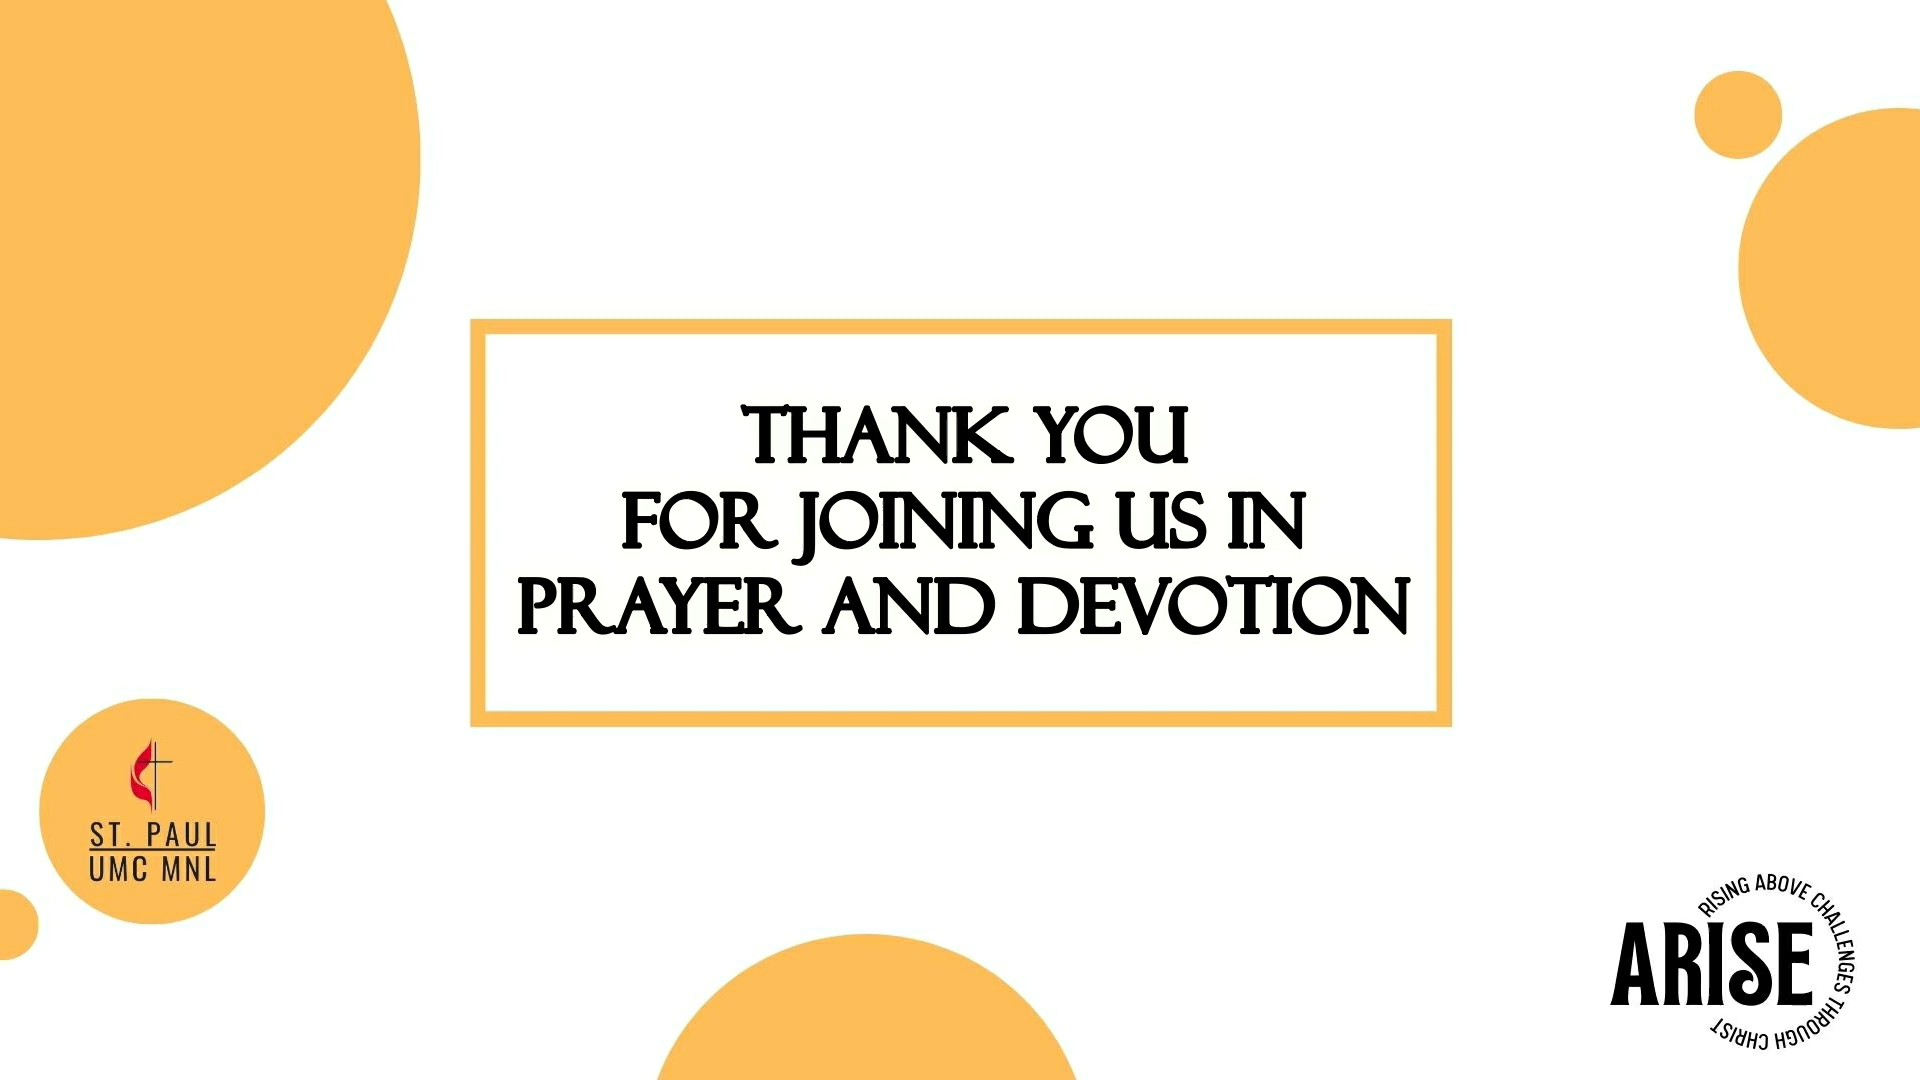 THANK YOU
FOR JOINING US IN
PRAYER AND DEVOTION
ST. PAUL
UMC MNL
RISING ABOVE CHALLENGES THROUGH CHRIST
ARISE